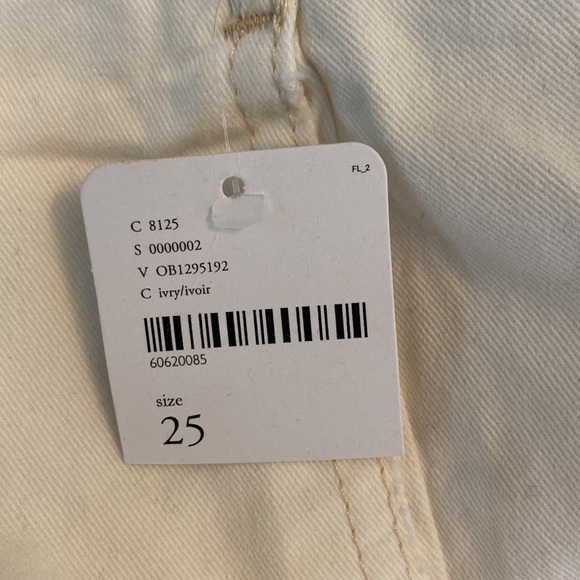 FL_2
C 8125
S 0000002
V OB1295192
C ivry/ivoir
60620085
size
25